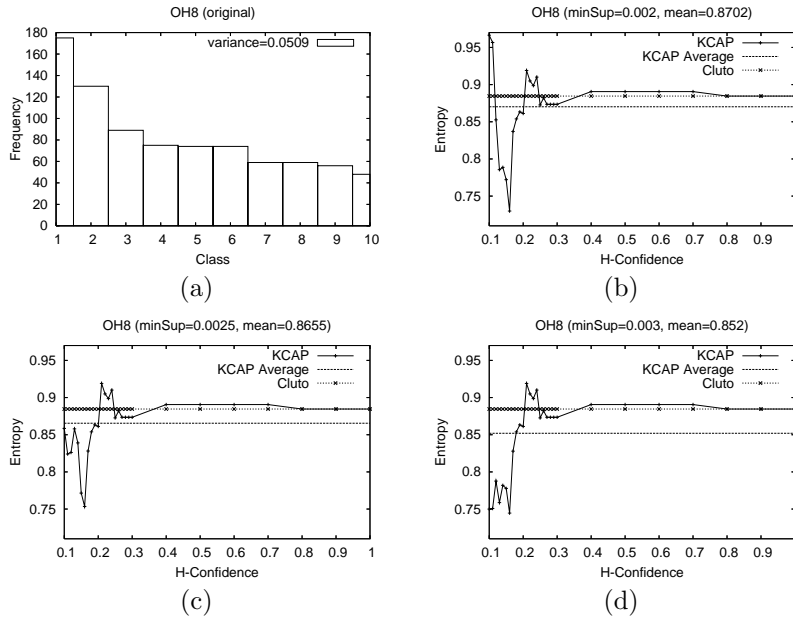 OH8 (original)
180
160
140
120
100
80
60
40
20
0
Frequency
variance=0.0509
1 2 3 4 5 6 7 8 9 10
Class
(a)
OH8 (minSup=0.002, mean=0.8702)
0.95
0.9
0.85
0.8
0.75
Entropy
KCAP
KCAP Average
Cluto
0.1 0.2 0.3 0.4 0.5 0.6 0.7 0.8 0.9
H-Confidence
(b)
OH8 (minSup=0.0025, mean=0.8655)
0.95
0.9
0.85
0.8
0.75
Entropy
KCAP
KCAP Average
Cluto
0.1 0.2 0.3 0.4 0.5 0.6 0.7 0.8 0.9 1
H-Confidence
(c)
OH8 (minSup=0.003, mean=0.852)
0.95
0.9
0.85
0.8
0.75
Entropy
KCAP
KCAP Average
Cluto
0.1 0.2 0.3 0.4 0.5 0.6 0.7 0.8 0.9
H-Confidence
(d)